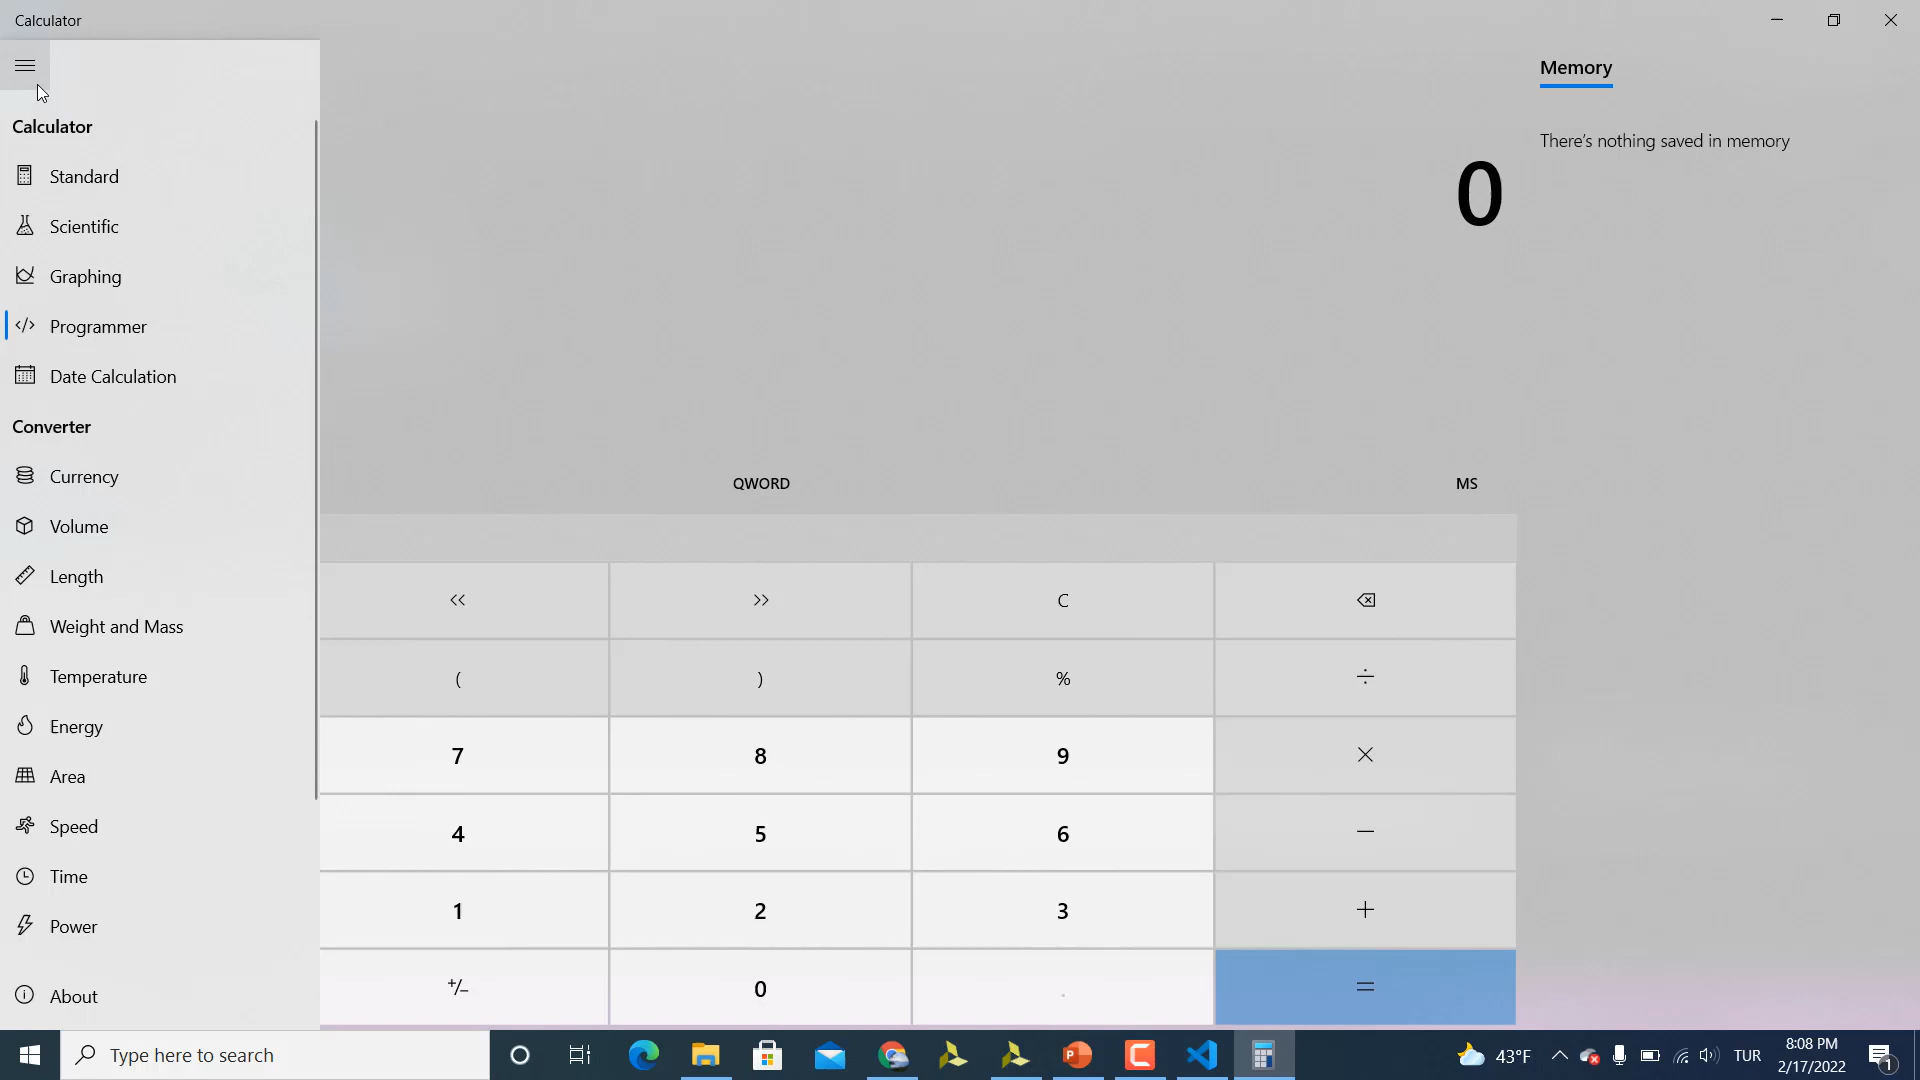 Calculator
Memory
There's nothing saved in memory
0
Calculator
Standard
Scientific
Graphing
Programmer
Date Calculation
Converter
Currency
Volume
Length
Weight and Mass
Temperature
Energy
Area
Speed
Time
Power
About
QWORD MS
<< >> C
( ) % ÷
7 8 9 ×
4 5 6 −
1 2 3 +
+/− 0 . =
Type here to search
43°F
TUR
8:08 PM
2/17/2022
1